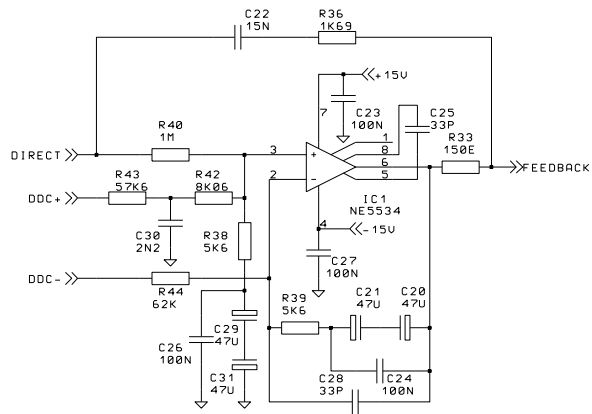 C22
15N
R36
1K69
+15V
7
C23
100N
C25
33P
R40
1M
R33
150E
DIRECT
3
1
8
6
5
2
FEEDBACK
R43
57K6
R42
8K06
DDC+
IC1
NE5534
C30
2N2
R38
5K6
4
-15V
C27
100N
DDC-
R44
62K
R39
5K6
C21
47U
C20
47U
C29
47U
C26
100N
C31
47U
C28
33P
C24
100N